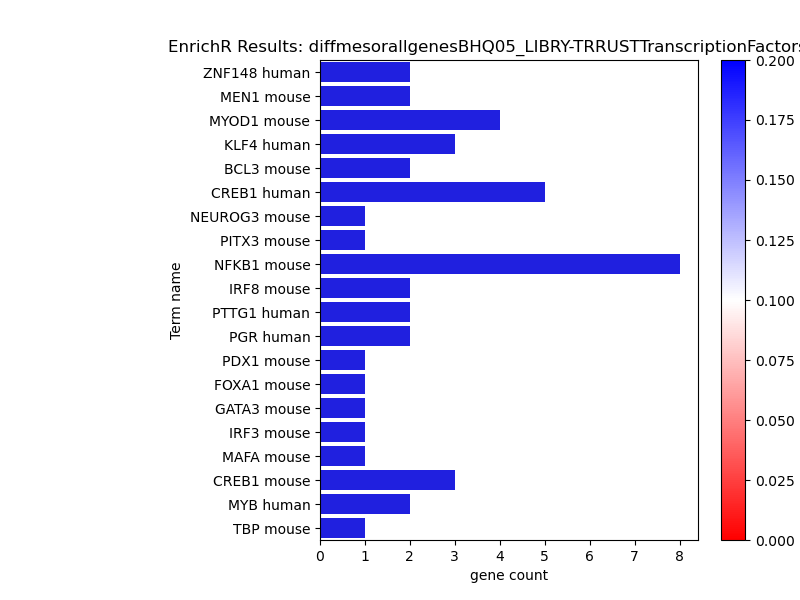 EnrichR Results: diffmesorallgenesBHQ05_LIBRY-TRRUSTTranscriptionFactors
ZNF148 human
MEN1 mouse
MYOD1 mouse
KLF4 human
BCL3 mouse
CREB1 human
NEUROG3 mouse
PITX3 mouse
NFKB1 mouse
IRF8 mouse
PTTG1 human
PGR human
PDX1 mouse
FOXA1 mouse
GATA3 mouse
IRF3 mouse
MAFA mouse
CREB1 mouse
MYB human
TBP mouse
Term name
0 1 2 3 4 5 6 7 8
gene count
0.200
0.175
0.150
0.125
0.100
0.075
0.050
0.025
0.000